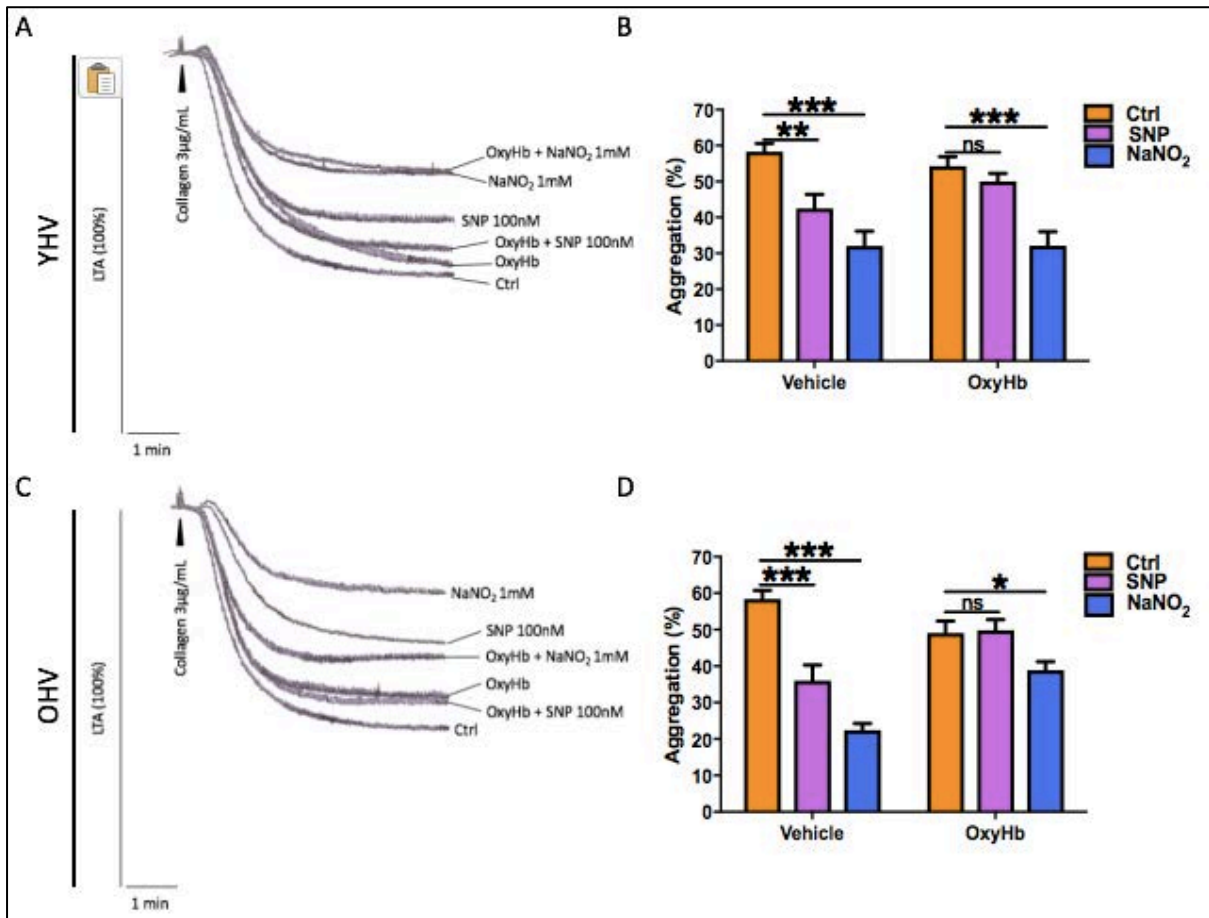 A
YHV
LTA (100%)
Collagen 3µg/mL
OxyHb + NaNO₂ 1mM
NaNO₂ 1mM
SNP 100nM
OxyHb + SNP 100nM
OxyHb
Ctrl
1 min
B
Aggregation (%)
70
60
50
40
30
20
10
0
***
**
***
ns
Vehicle
OxyHb
Ctrl
SNP
NaNO₂
C
OHV
LTA (100%)
Collagen 3µg/mL
NaNO₂ 1mM
SNP 100nM
OxyHb + NaNO₂ 1mM
OxyHb
OxyHb + SNP 100nM
Ctrl
1 min
D
Aggregation (%)
70
60
50
40
30
20
10
0
***
***
*
ns
Vehicle
OxyHb
Ctrl
SNP
NaNO₂